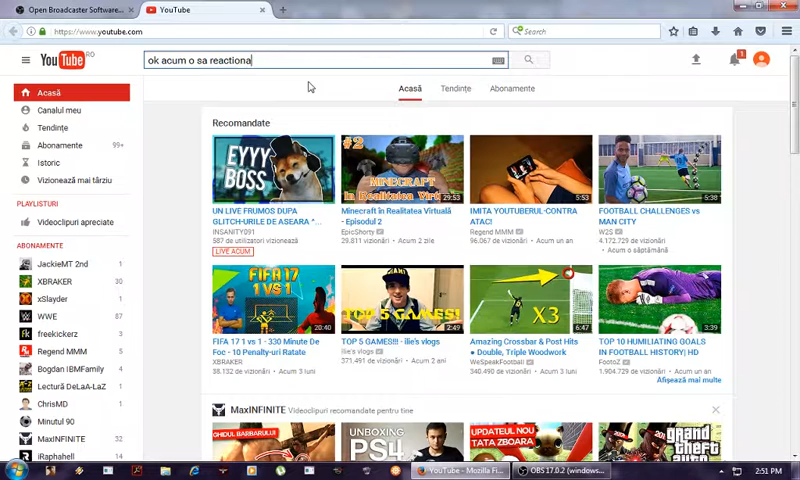 Open Broadcaster Software...
YouTube
https://www.youtube.com
Search
YouTube RO
ok acum o sa reactiona
1
Acasă
Canalul meu
Tendințe
Abonamente 99+
Istoric
Vizionează mai târziu
PLAYLISTURI
Videoclipuri apreciate
ABONAMENTE
JackieMT 2nd 1
XBRAKER 30
xSlayder 1
WWE 87
freekickerz 1
Regend MMM 1
Bogdan IBMFamily 1
Lectură DeLaA-LaZ 1
ChrisMD 1
Minutul 90
MaxINFINITE 32
iRaphahell 4
Acasă Tendințe Abonamente
Recomandate
EYYY
BOSS
UN LIVE FRUMOS DUPA
GLITCH-URILE DE ASEARA ^...
INSANITY091
587 de utilizatori vizionează
LIVE ACUM
#2
MINECRAFT
29:53
Minecraft în Realitatea Virtuală
- Episodul 2
EpicShorty
29.811 vizionări • Acum 2 zile
5:53
IMITA YOUTUBERUL-CONTRA
ATAC!
Regend MMM
96.067 de vizionări • Acum un an
5:38
FOOTBALL CHALLENGES vs
MAN CITY
W2S
4.172.729 de vizionări
• Acum o săptămână
FIFA 17
1 VS 1
20:40
FIFA 17 1 vs 1 - 330 Minute De
Foc - 10 Penalty-uri Ratate
XBRAKER
38.132 de vizionări • Acum 3 luni
TOP 5 GAMES!
2:49
TOP 5 GAMES!!! - ilie's vlogs
ilie's vlogs
371.491 de vizionări • Acum 2 ani
X3
6:47
Amazing Crossbar & Post Hits
● Double, Triple Woodwork
WeSpeakFootball
340.490 de vizionări • Acum 3 luni
3:39
TOP 10 HUMILIATING GOALS
IN FOOTBALL HISTORY| HD
FootoZ
1.904.729 de vizionări • Acum un an
Afișează mai multe
MaxINFINITE Videoclipuri recomandate pentru tine
GHIDUL BARBARULUI
UNBOXING
PS4
UPDATEUL NOU
TATA ZBOARA
grand
theft
YouTube - Mozilla Fi...
OBS 17.0.2 (windows...
2:51 PM